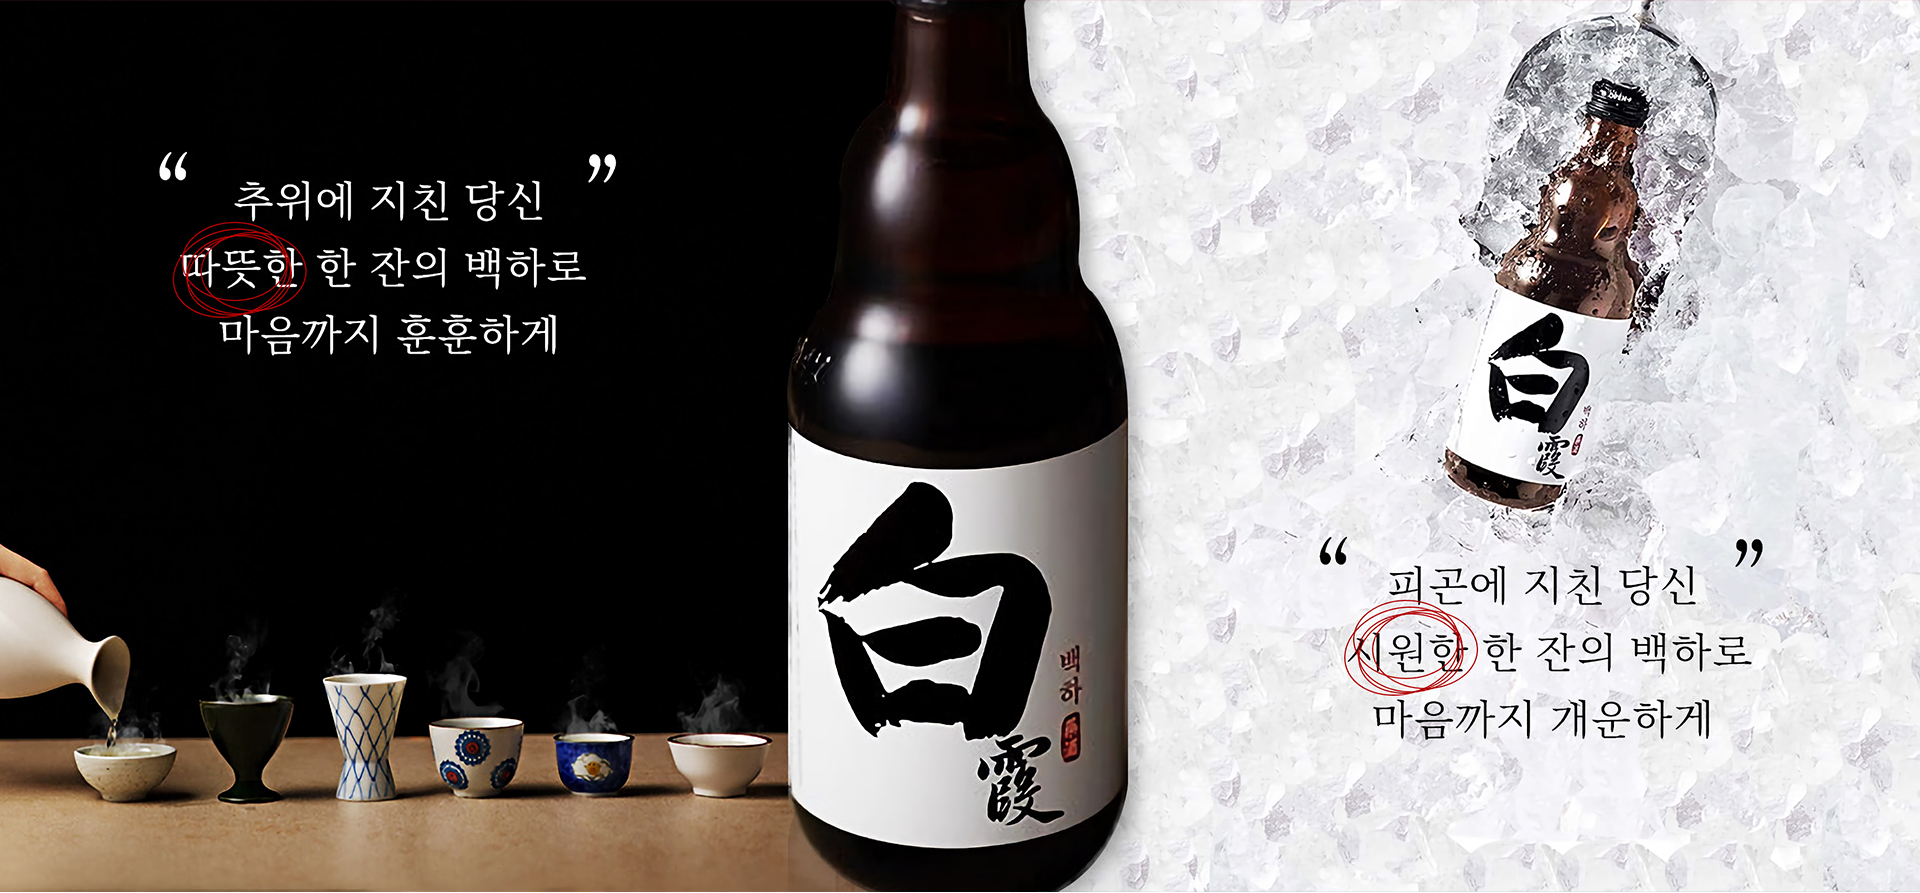 “ 추위에 지친 당신 ”
따뜻한 한 잔의 백하로
마음까지 훈훈하게
白
霞
백하
“ 피곤에 지친 당신 ”
시원한 한 잔의 백하로
마음까지 개운하게
白
霞
백하